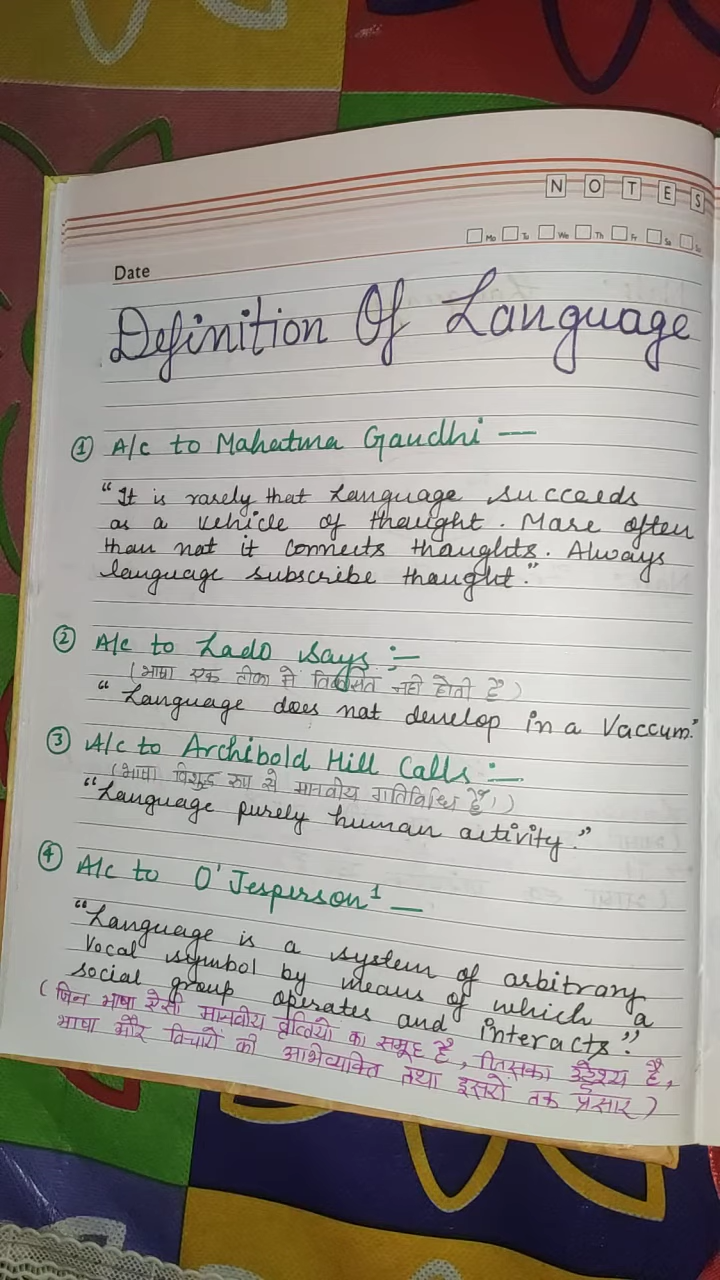 NOTES
Mo Tu We Th Fr Sa Su
Date
Definition Of Language
① A/c to Mahatma Gandhi —
"It is rarely that Language succeeds
as a vehicle of thought. More often
than not it connects thoughts. Always
language subscribe thought."
② A/c to Lado says :-
(भाषा एक टीका में विकसित नहीं होती है)
"Language does not develop in a Vaccum."
③ A/c to Archibold Hill Calls :-
(भाषा विशुद्ध रूप से मानवीय गतिविधि है।)
"Language purely human activity."
④ A/c to O'Jesperson¹ —
"Language is a system of arbitrary
Vocal symbol by means of which a
social group operates and interacts."
(जिन भाषा ऐसी मानवीय वृत्तियों का समूह है, जिसका उद्देश्य है,
भाषा और विचारों की अभिव्यक्ति तथा दूसरों तक प्रसार)